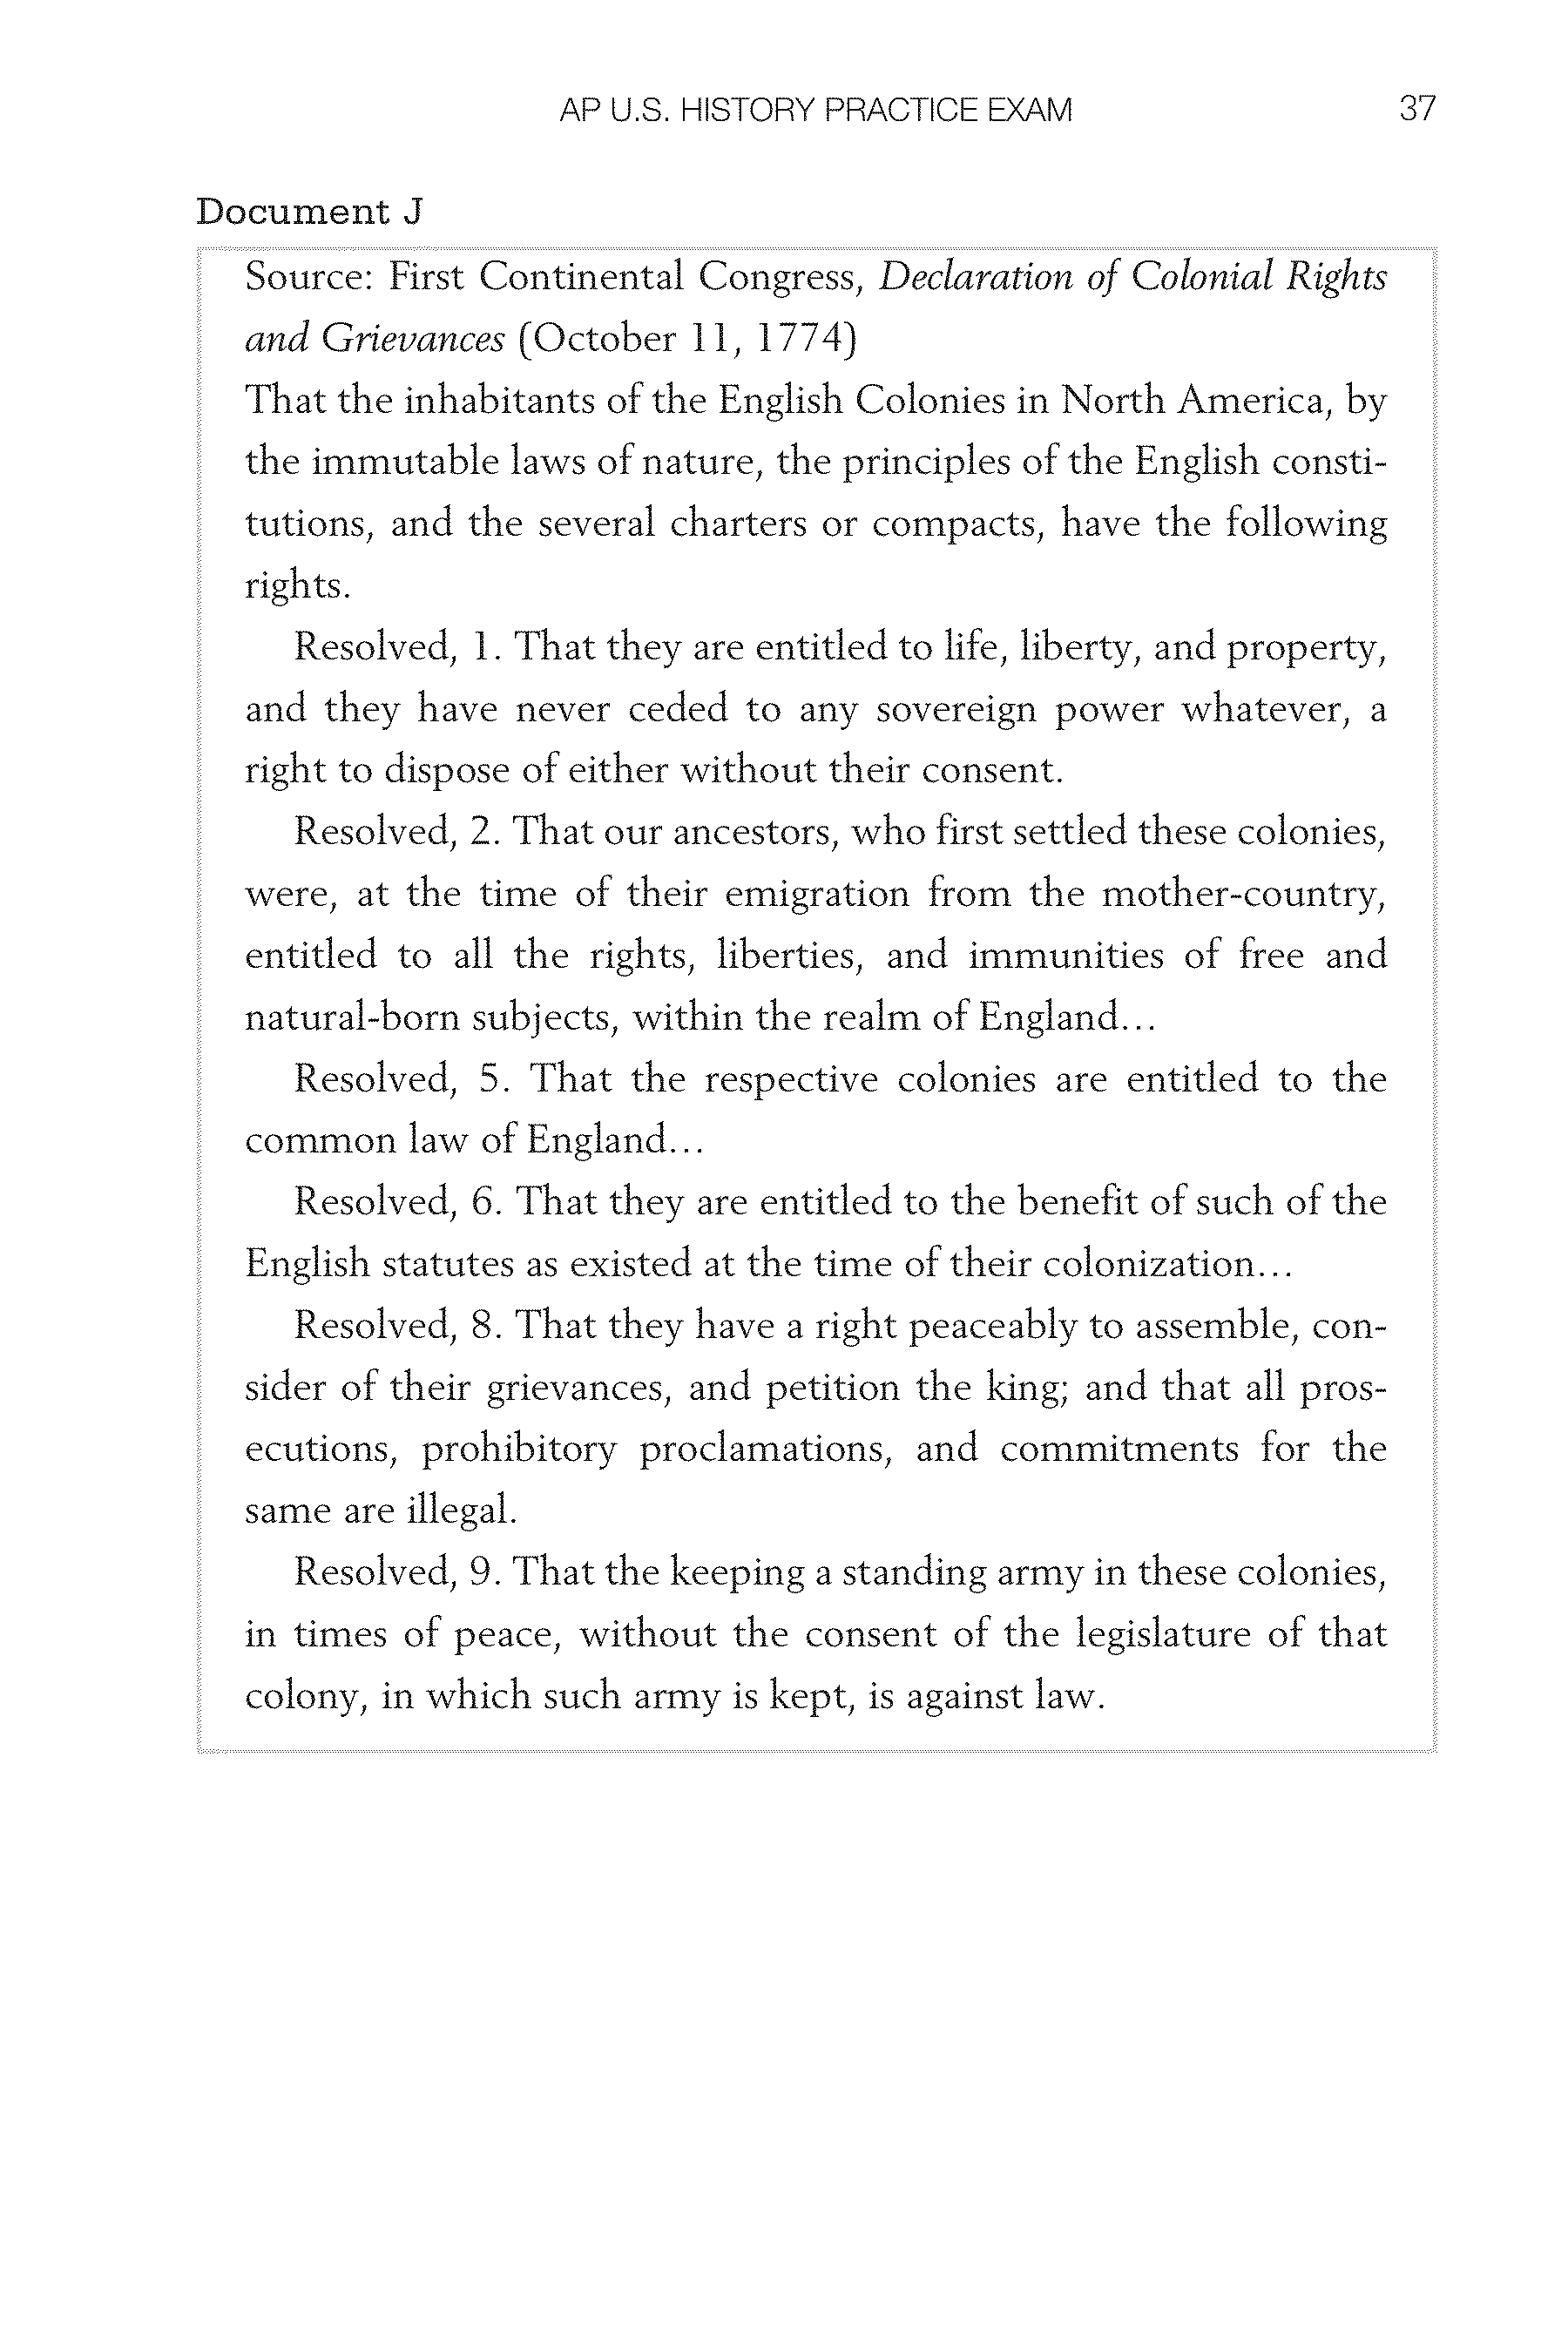 AP U.S. HISTORY PRACTICE EXAM 37
Document J
Source: First Continental Congress, Declaration of Colonial Rights
and Grievances (October 11, 1774)
That the inhabitants of the English Colonies in North America, by
the immutable laws of nature, the principles of the English consti-
tutions, and the several charters or compacts, have the following
rights.
Resolved, 1. That they are entitled to life, liberty, and property,
and they have never ceded to any sovereign power whatever, a
right to dispose of either without their consent.
Resolved, 2. That our ancestors, who first settled these colonies,
were, at the time of their emigration from the mother-country,
entitled to all the rights, liberties, and immunities of free and
natural-born subjects, within the realm of England...
Resolved, 5. That the respective colonies are entitled to the
common law of England...
Resolved, 6. That they are entitled to the benefit of such of the
English statutes as existed at the time of their colonization...
Resolved, 8. That they have a right peaceably to assemble, con-
sider of their grievances, and petition the king; and that all pros-
ecutions, prohibitory proclamations, and commitments for the
same are illegal.
Resolved, 9. That the keeping a standing army in these colonies,
in times of peace, without the consent of the legislature of that
colony, in which such army is kept, is against law.